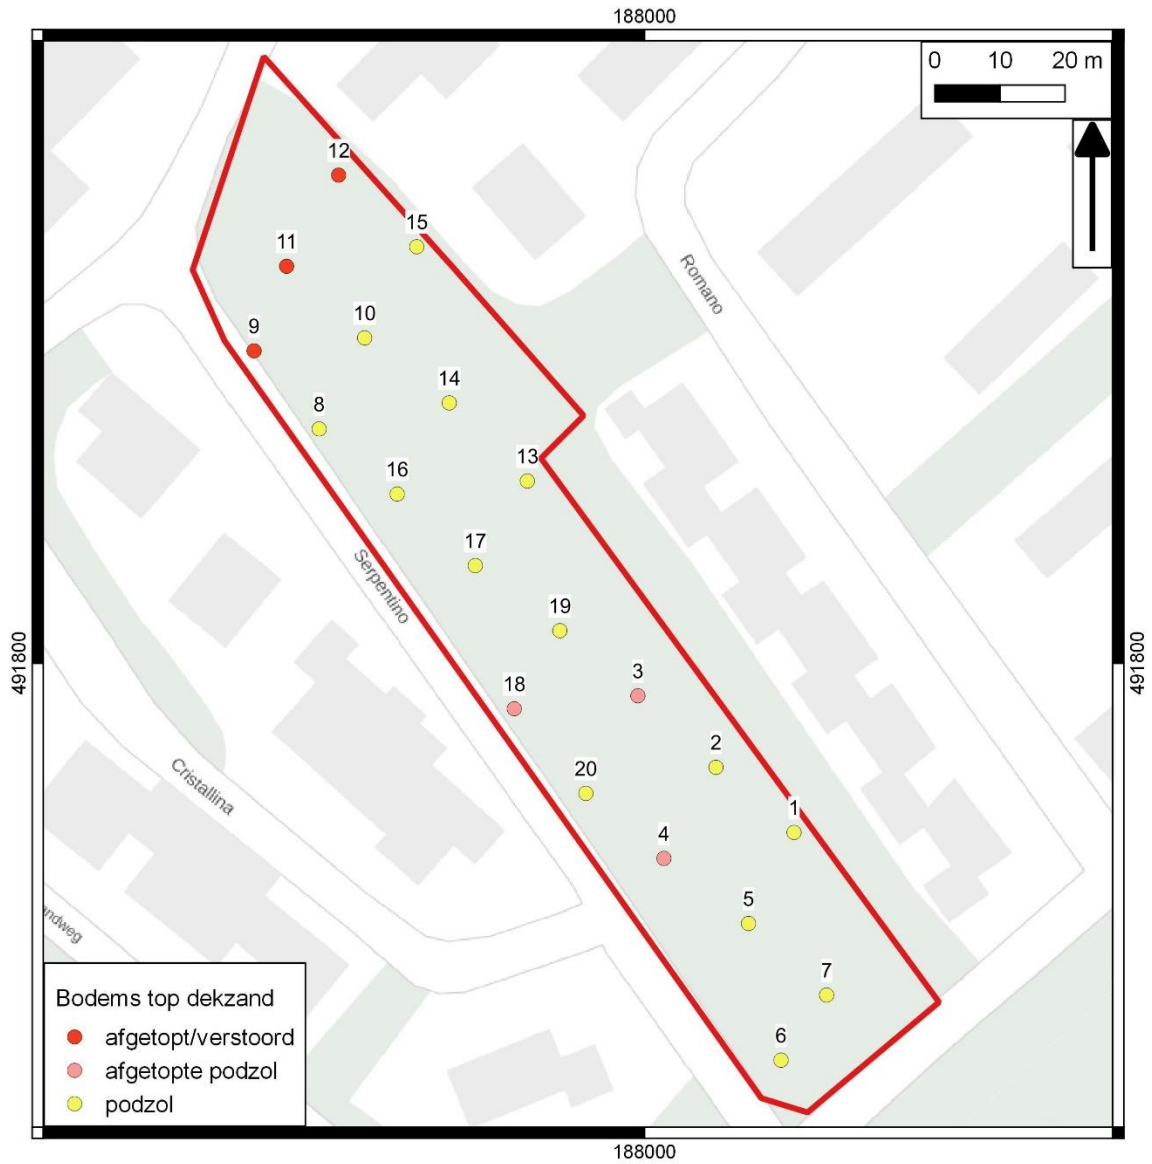 188000
0 10 20 m
12
15
11
Romano
10
9
14
8
13
16
17
Serpentino
19
491800
491800
3
18
2
20
Cristallina
1
4
5
andweg
7
6
Bodems top dekzand
afgetopt/verstoord
afgetopte podzol
podzol
188000